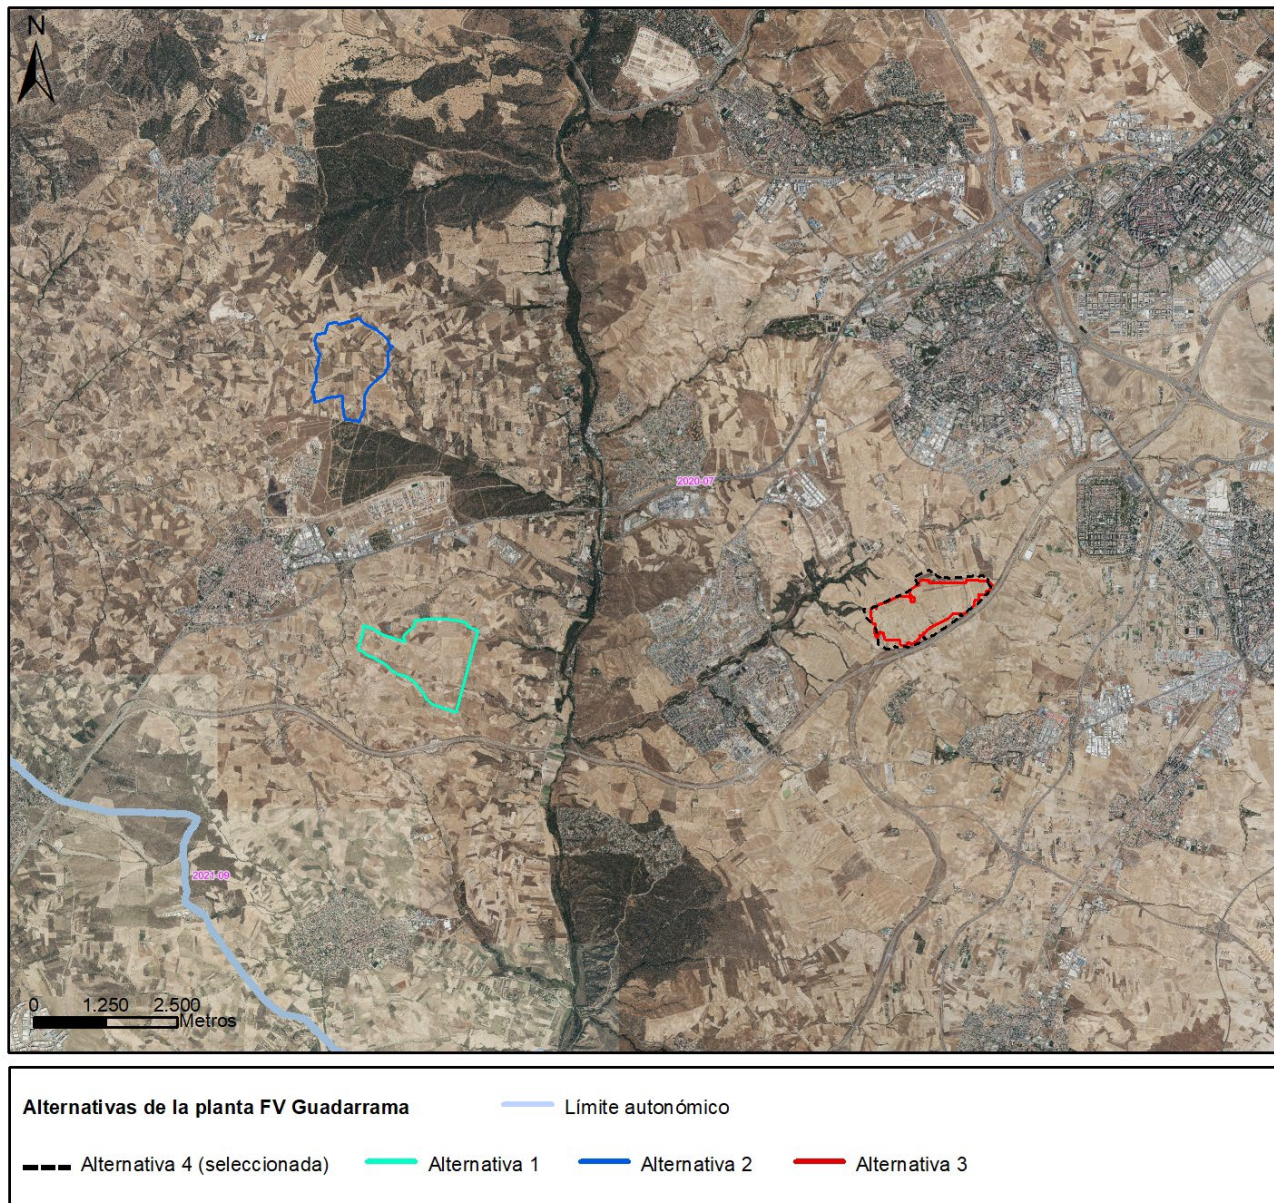 N
2020-07
2021-09
0 1.250 2.500
Metros
Alternativas de la planta FV Guadarrama
Límite autonómico
Alternativa 4 (seleccionada)
Alternativa 1
Alternativa 2
Alternativa 3